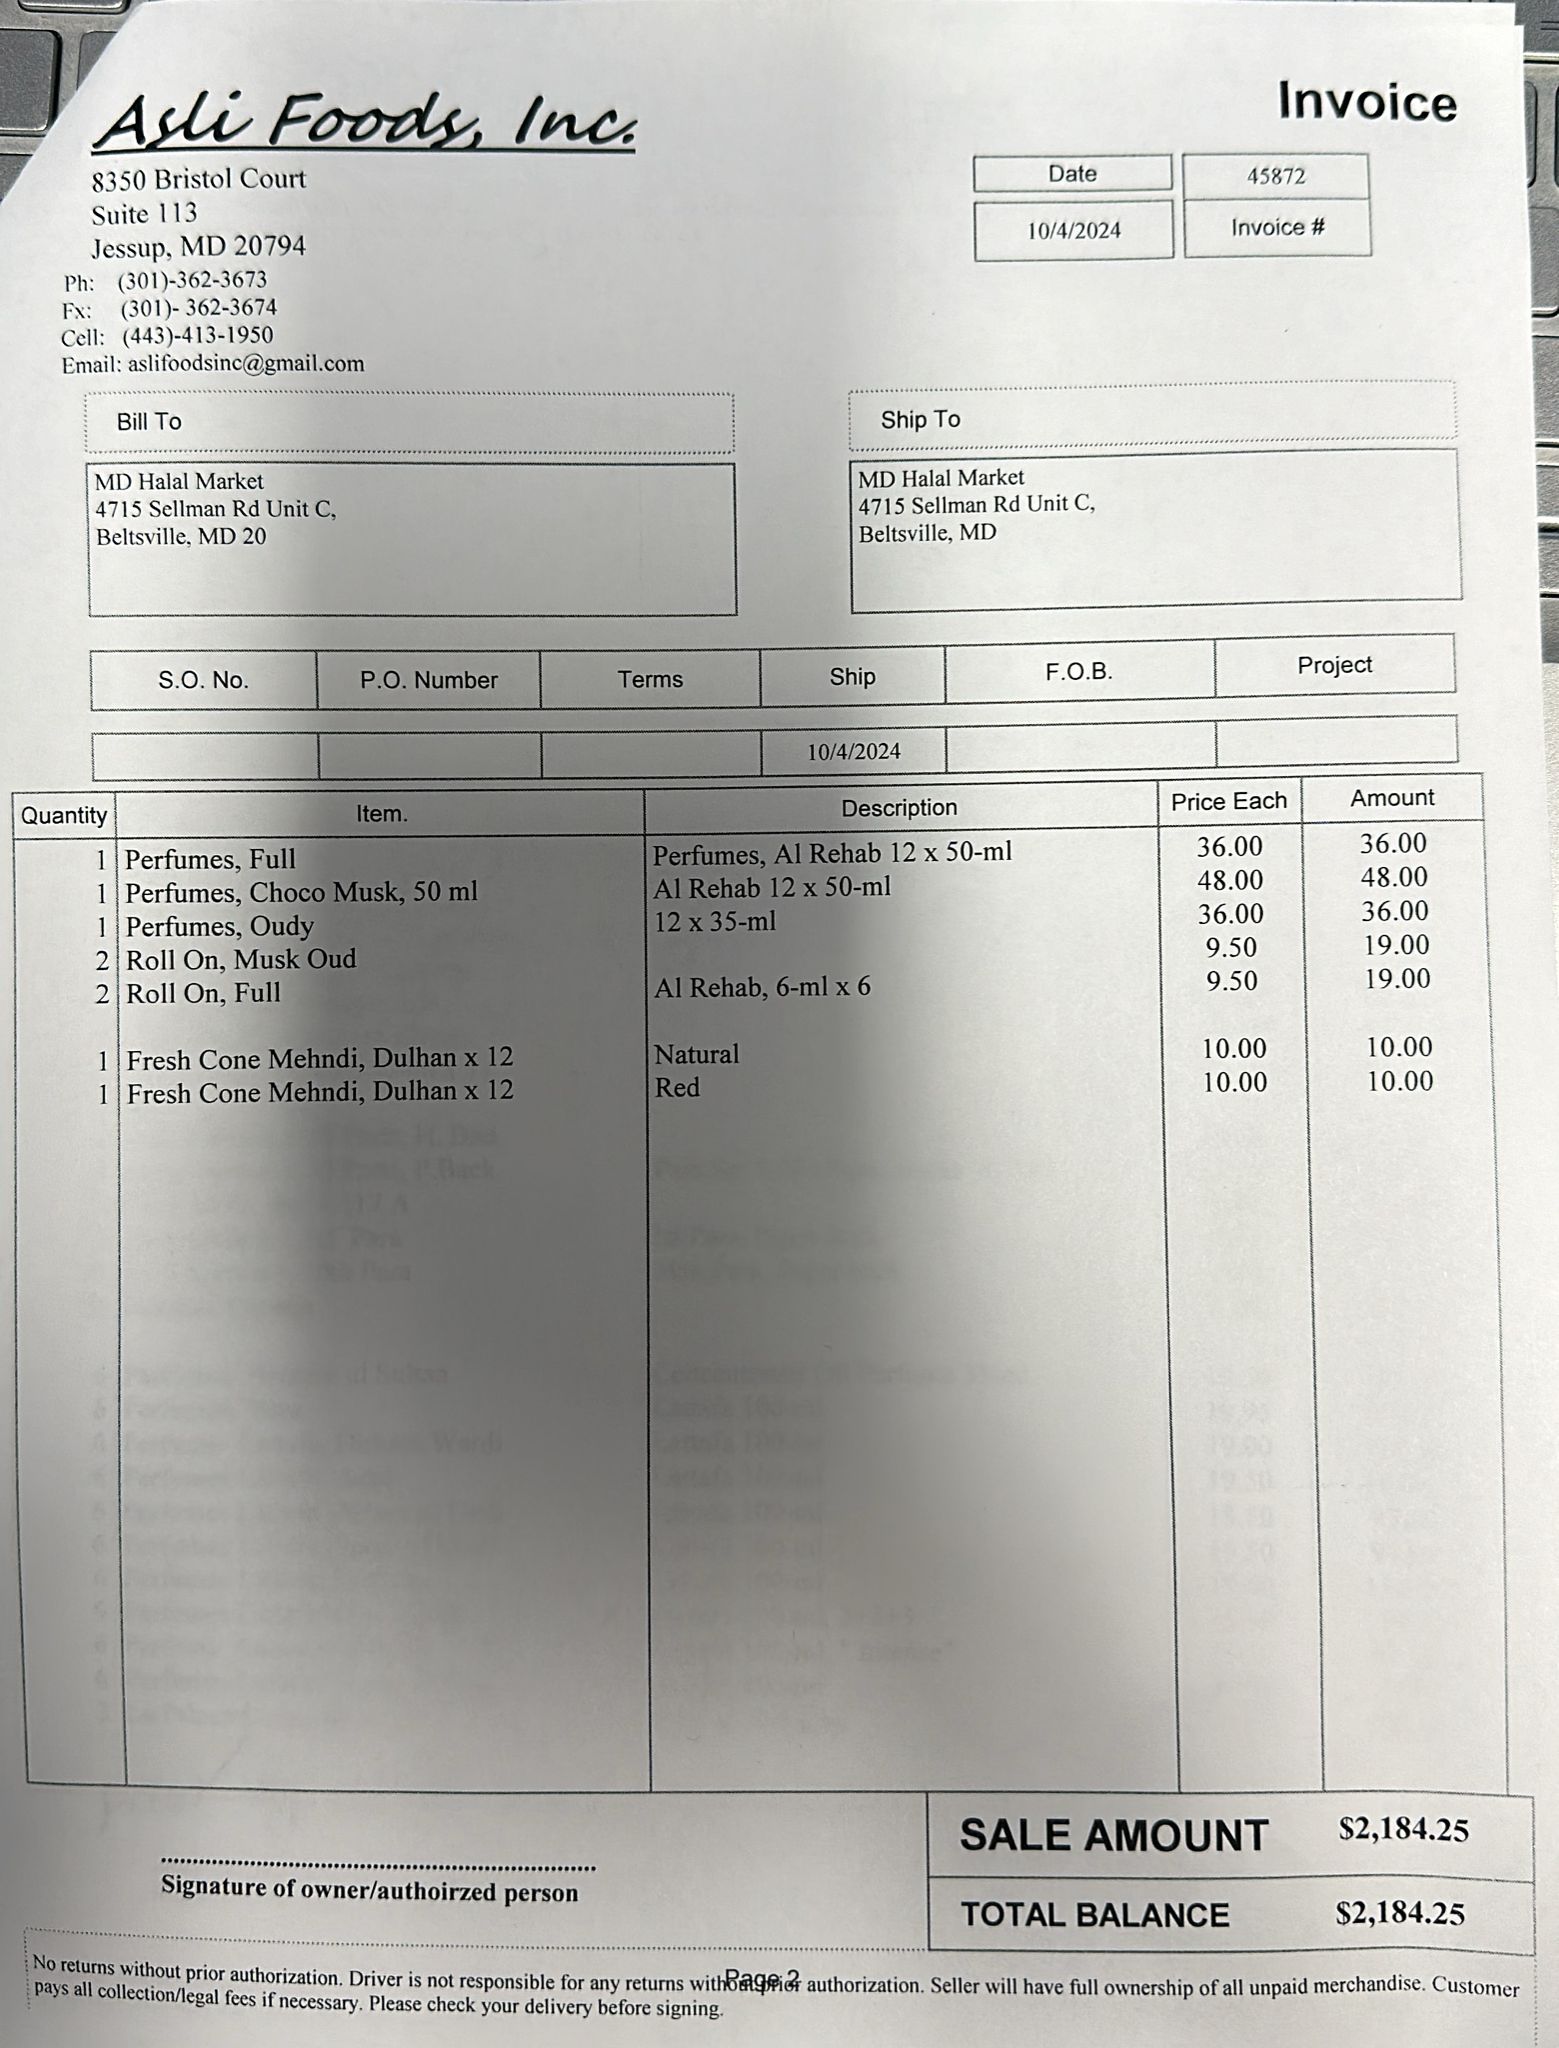 Asli Foods, Inc.
Invoice
8350 Bristol Court
Suite 113
Jessup, MD 20794
Ph: (301)-362-3673
Fx: (301)- 362-3674
Cell: (443)-413-1950
Email: aslifoodsinc@gmail.com
Date 45872
10/4/2024 Invoice #
Bill To
MD Halal Market
4715 Sellman Rd Unit C,
Beltsville, MD 20
Ship To
MD Halal Market
4715 Sellman Rd Unit C,
Beltsville, MD
S.O. No. P.O. Number Terms Ship F.O.B. Project
10/4/2024
Quantity Item. Description Price Each Amount
1 Perfumes, Full Perfumes, Al Rehab 12 x 50-ml 36.00 36.00
1 Perfumes, Choco Musk, 50 ml Al Rehab 12 x 50-ml 48.00 48.00
1 Perfumes, Oudy 12 x 35-ml 36.00 36.00
2 Roll On, Musk Oud 9.50 19.00
2 Roll On, Full Al Rehab, 6-ml x 6 9.50 19.00
1 Fresh Cone Mehndi, Dulhan x 12 Natural 10.00 10.00
1 Fresh Cone Mehndi, Dulhan x 12 Red 10.00 10.00
SALE AMOUNT $2,184.25
TOTAL BALANCE $2,184.25
Signature of owner/authoirzed person
No returns without prior authorization. Driver is not responsible for any returns without prior authorization. Seller will have full ownership of all unpaid merchandise. Customer
pays all collection/legal fees if necessary. Please check your delivery before signing.
Page 2